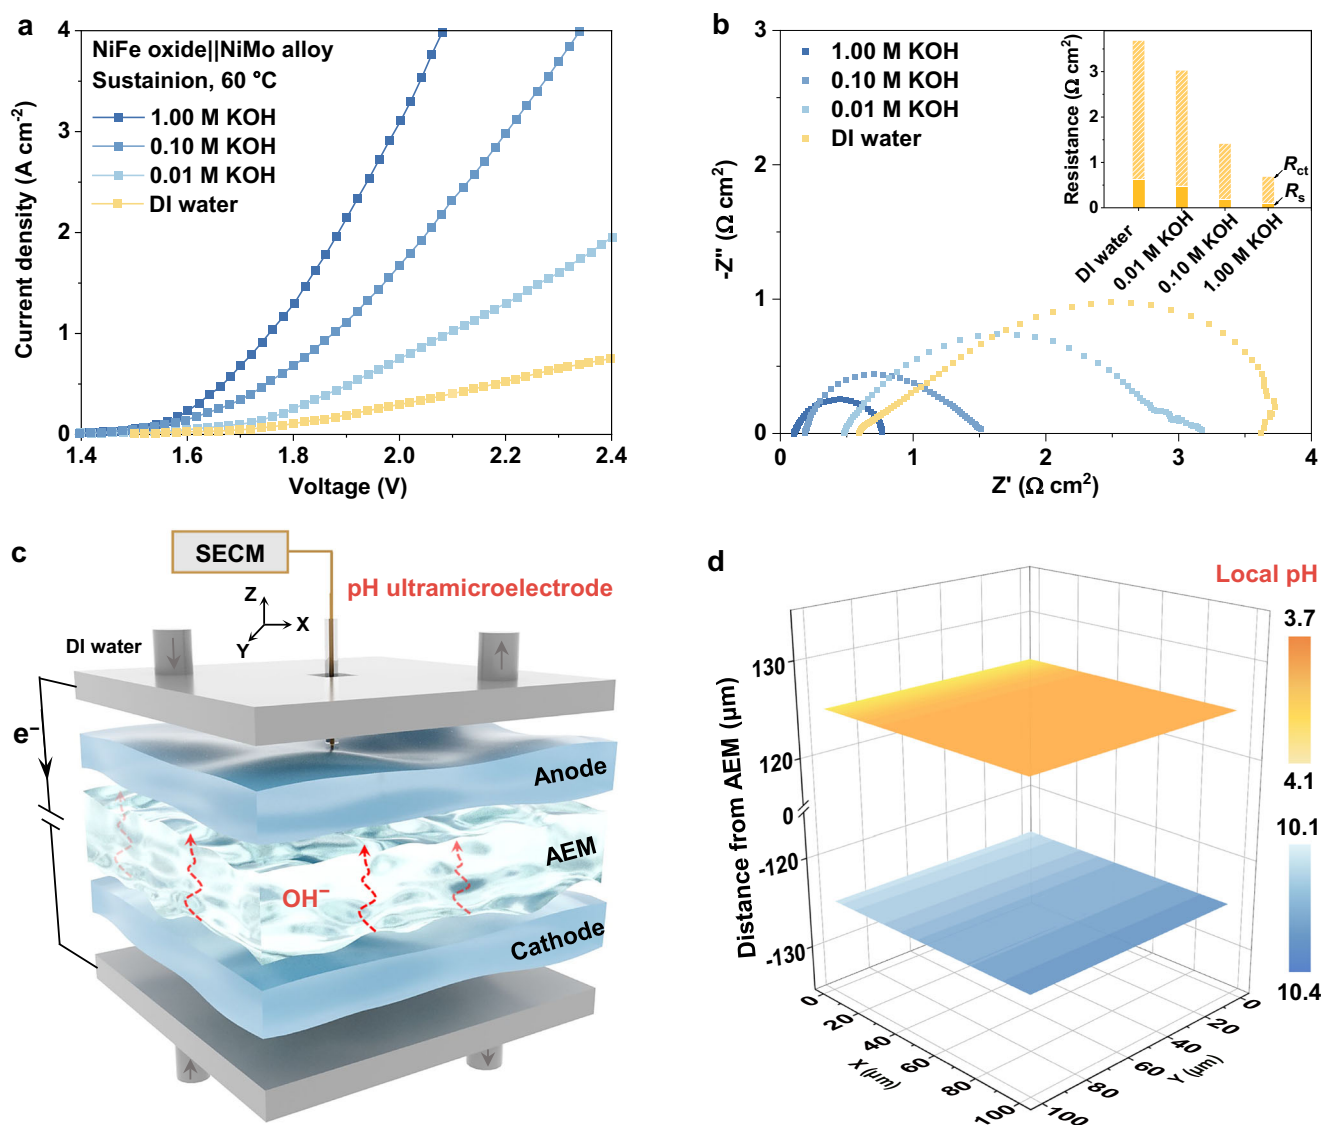 a
NiFe oxide||NiMo alloy
Sustainion, 60 °C
1.00 M KOH
0.10 M KOH
0.01 M KOH
DI water
Current density (A cm⁻²)
4
3
2
1
0
1.4 1.6 1.8 2.0 2.2 2.4
Voltage (V)
b
1.00 M KOH
0.10 M KOH
0.01 M KOH
DI water
-Z'' (Ω cm²)
3
2
1
0
0 1 2 3 4
Z' (Ω cm²)
Resistance (Ω cm²)
3
2
1
0
Rct
Rs
DI water
0.01 M KOH
0.10 M KOH
1.00 M KOH
c
SECM
pH ultramicroelectrode
Z
X
Y
DI water
e⁻
Anode
AEM
OH⁻
Cathode
d
Local pH
3.7
4.1
10.1
10.4
Distance from AEM (μm)
130
120
0
-120
-130
0 20 40 60 80 100
X (μm)
0 20 40 60 80 100
Y (μm)